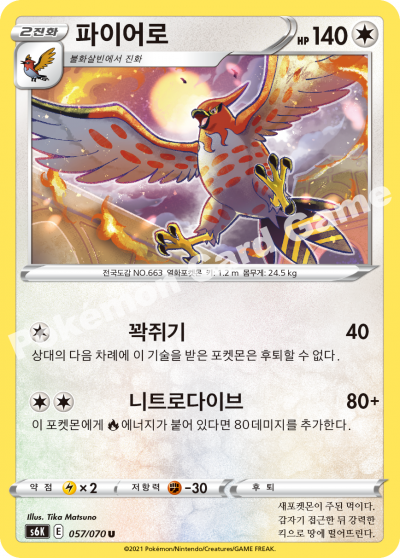 2진화 파이어로 HP 140
불화살빈에서 진화
전국도감 NO.663 열화포켓몬 키: 1.2 m 몸무게: 24.5 kg
꽉쥐기 40
상대의 다음 차례에 이 기술을 받은 포켓몬은 후퇴할 수 없다.
니트로다이브 80+
이 포켓몬에게 에너지가 붙어 있다면 80데미지를 추가한다.
약점 ×2 저항력 -30 후퇴
Illus. Tika Matsuno
새포켓몬이 주된 먹이다.
갑자기 접근한 뒤 강력한
킥으로 땅에 떨어뜨린다.
s6K E 057/070 U
©2021 Pokémon/Nintendo/Creatures/GAME FREAK.
Pokémon Card Game